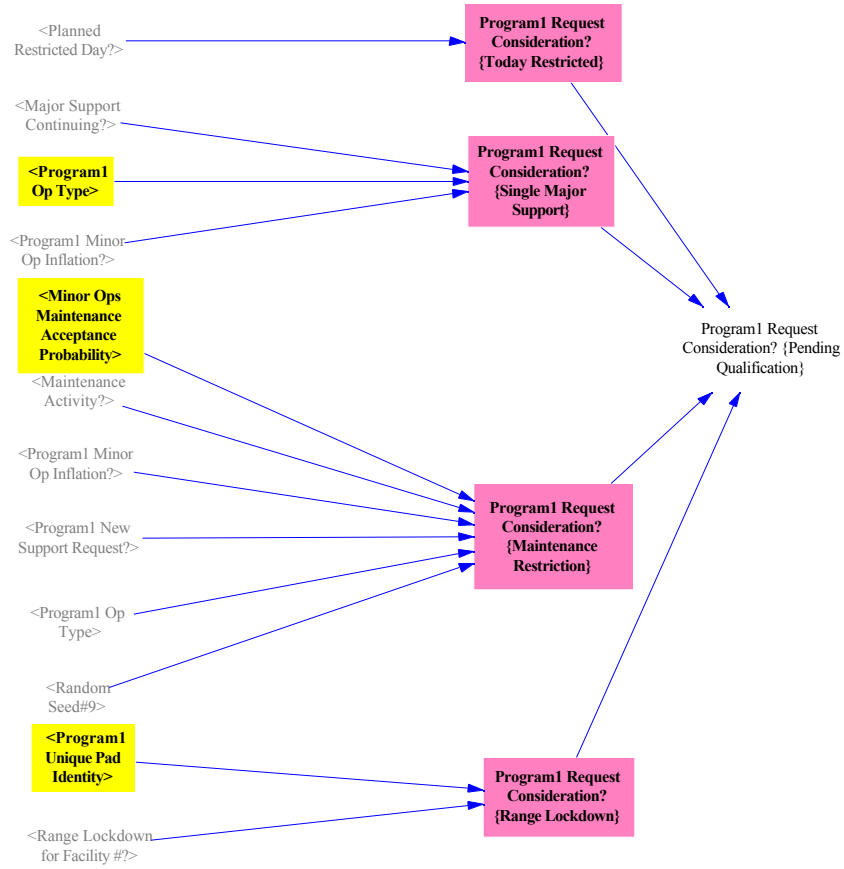 <Planned
Restricted Day?>
Program1 Request
Consideration?
{Today Restricted}
<Major Support
Continuing?>
<Program1
Op Type>
<Program1 Minor
Op Inflation?>
Program1 Request
Consideration?
{Single Major
Support}
<Minor Ops
Maintenance
Acceptance
Probability>
<Maintenance
Activity?>
<Program1 Minor
Op Inflation?>
<Program1 New
Support Request?>
<Program1 Op
Type>
<Random
Seed#9>
Program1 Request
Consideration?
{Maintenance
Restriction}
Program1 Request
Consideration? {Pending
Qualification}
<Program1
Unique Pad
Identity>
<Range Lockdown
for Facility #?>
Program1 Request
Consideration?
{Range Lockdown}